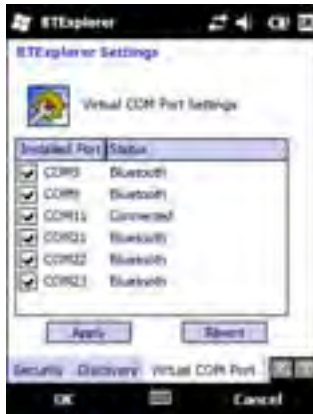 BTExplorer
BTExplorer Settings
Virtual COM Port Settings
Installed Port Status
COM5 Bluetooth
COM9 Bluetooth
COM11 Connected
COM21 Bluetooth
COM22 Bluetooth
COM23 Bluetooth
Apply Revert
Security Discovery Virtual COM Port
OK Cancel